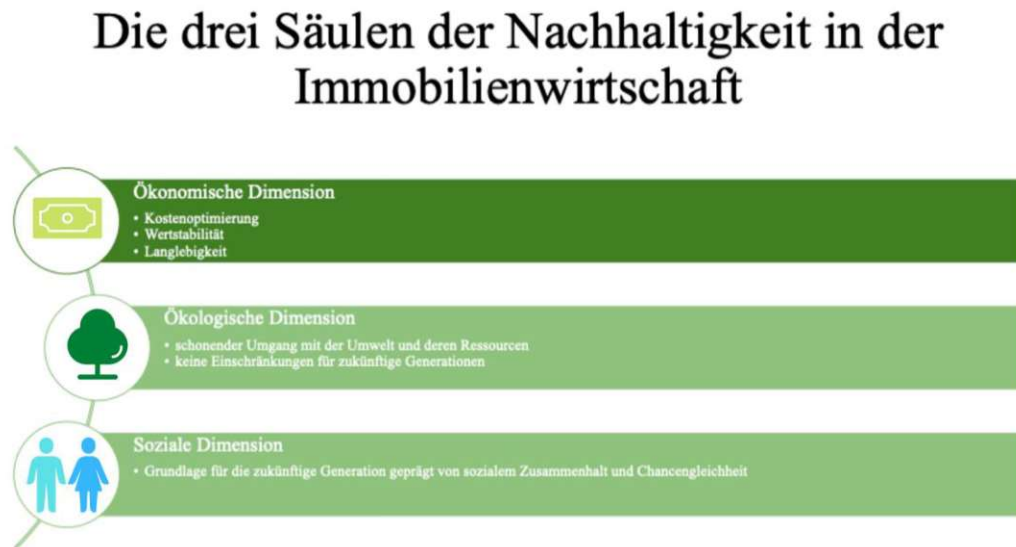 Die drei Säulen der Nachhaltigkeit in der
Immobilienwirtschaft
Ökonomische Dimension
• Kostenoptimierung
• Wertstabilität
• Langlebigkeit
Ökologische Dimension
• schonender Umgang mit der Umwelt und deren Ressourcen
• keine Einschränkungen für zukünftige Generationen
Soziale Dimension
• Grundlage für die zukünftige Generation geprägt von sozialem Zusammenhalt und Chancengleichheit